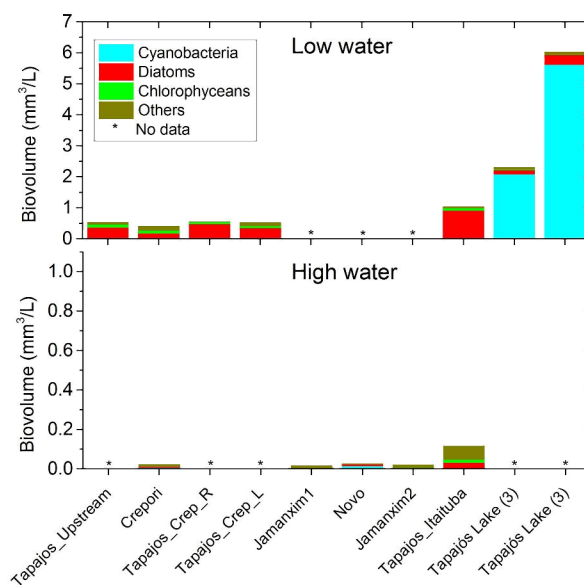 Low water
Cyanobacteria
Diatoms
Chlorophyceans
Others
* No data
Biovolume (mm³/L)
7
6
5
4
3
2
1
0
* * *
High water
Biovolume (mm³/L)
1.0
0.8
0.6
0.4
0.2
0.0
* * * * *
Tapajos_Upstream
Crepori
Tapajos_Crep_R
Tapajos_Crep_L
Jamanxim1
Novo
Jamanxim2
Tapajos_Itaituba
Tapajós Lake (3)
Tapajós Lake (3)